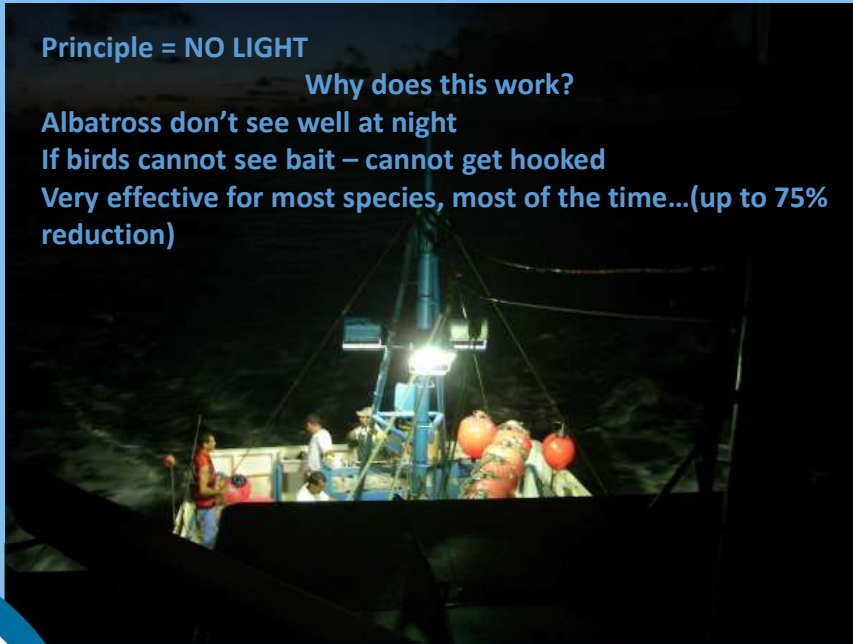 Principle = NO LIGHT
Why does this work?
Albatross don’t see well at night
If birds cannot see bait – cannot get hooked
Very effective for most species, most of the time…(up to 75%
reduction)